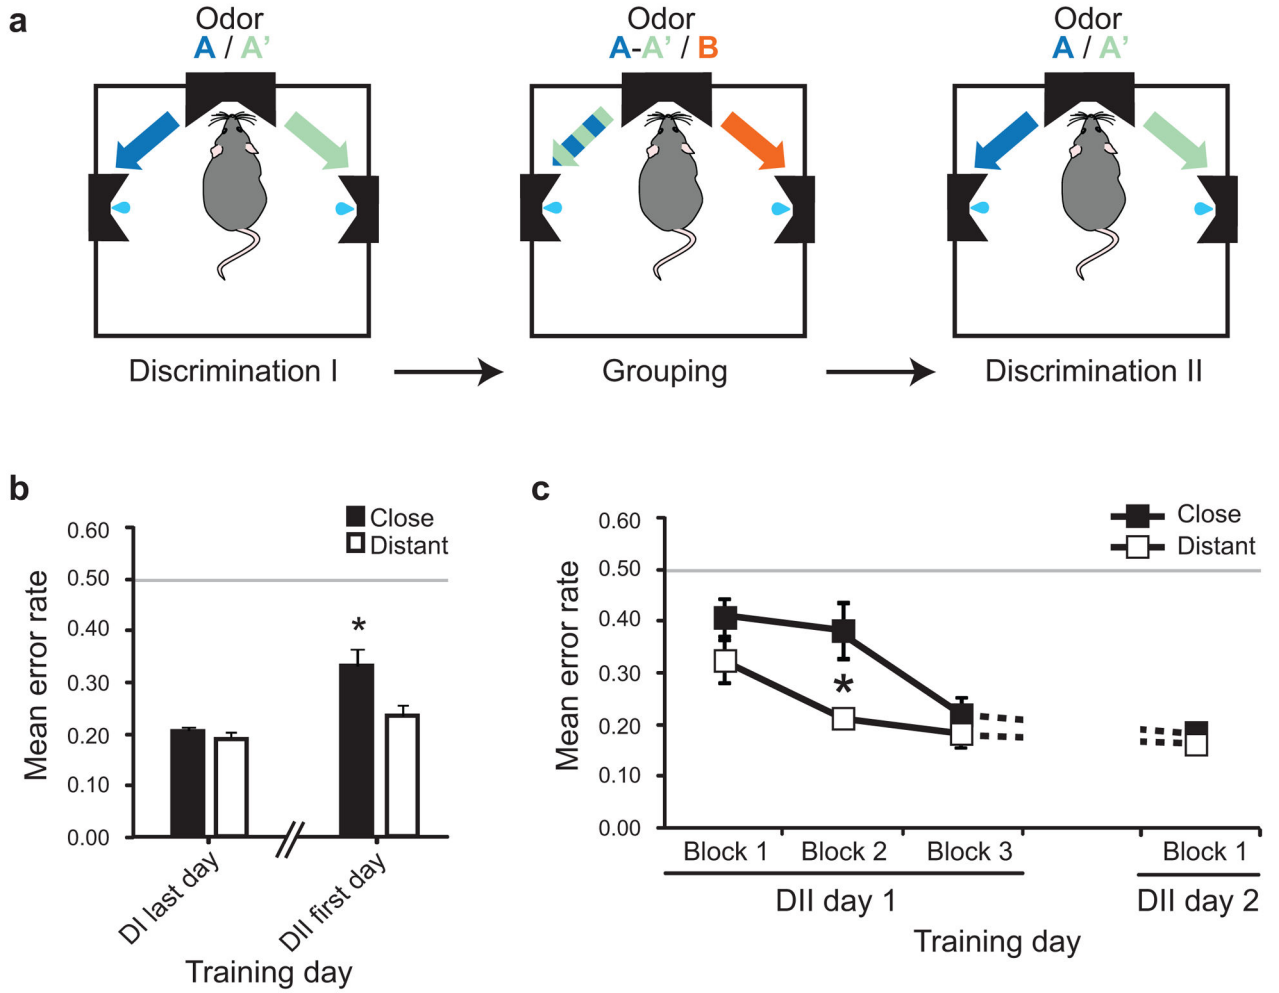 a
Odor
A / A’
Odor
A-A’ / B
Odor
A / A’
Discrimination I
Grouping
Discrimination II
b
Close
Distant
Mean error rate
0.60
0.50
0.40
0.30
0.20
0.10
0.00
*
DI last day
DII first day
Training day
c
Close
Distant
Mean error rate
0.60
0.50
0.40
0.30
0.20
0.10
0.00
*
Block 1
Block 2
Block 3
Block 1
DII day 1
DII day 2
Training day